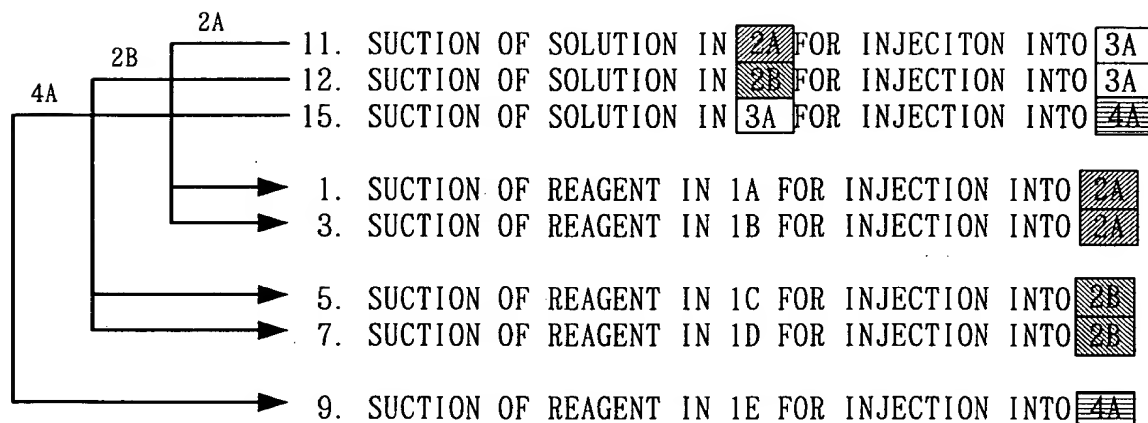 2A
11. SUCTION OF SOLUTION IN 2A FOR INJECITON INTO 3A
2B
12. SUCTION OF SOLUTION IN 2B FOR INJECTION INTO 3A
4A
15. SUCTION OF SOLUTION IN 3A FOR INJECTION INTO 4A
1. SUCTION OF REAGENT IN 1A FOR INJECTION INTO 2A
3. SUCTION OF REAGENT IN 1B FOR INJECTION INTO 2A
5. SUCTION OF REAGENT IN 1C FOR INJECTION INTO 2B
7. SUCTION OF REAGENT IN 1D FOR INJECTION INTO 2B
9. SUCTION OF REAGENT IN 1E FOR INJECTION INTO 4A